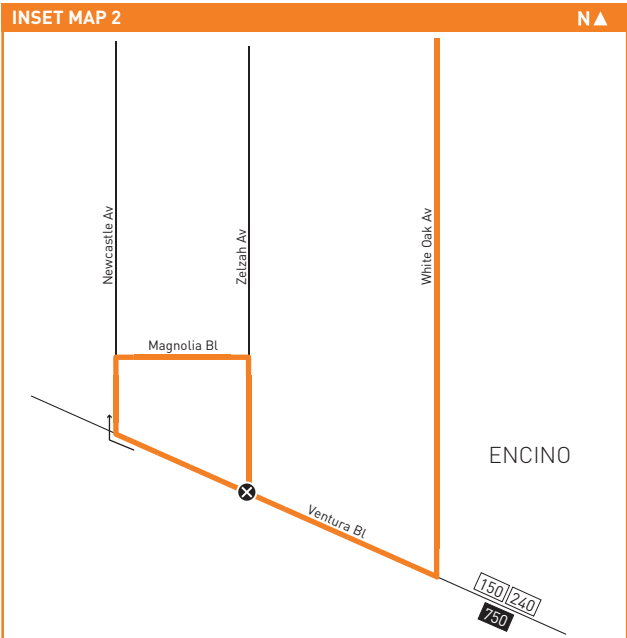 INSET MAP 2
N
Newcastle Av
Zelzah Av
White Oak Av
Magnolia Bl
ENCINO
Ventura Bl
150 240
750